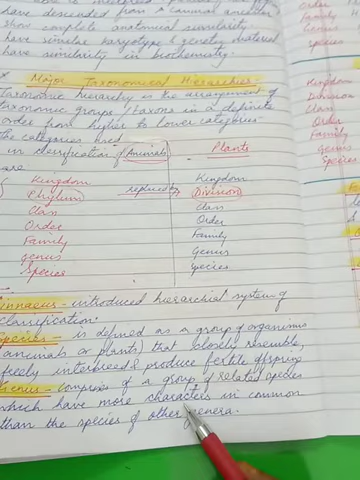 have descended from a common ancestor
show complete anatomical similarity
have similar karyotype & genetic material
have similarity in biochemistry.
* Major Taxonomical Hierarchies -
Taxonomic hierarchy is the arrangement of
taxonomic groups / taxons in a definite
order from higher to lower categories.
the categories used
in classification of Animals Plants
are
Kingdom Kingdom
Phylum replaced Division
Class Class
Order Order
Family Family
genus Genus
Species Species
Linnaeus - introduced hierarchial system of
classification.
Species - is defined as a group of organisms
(animals or plants) that closely resemble,
freely interbreed & produce fertile offspring
Genus - comprises of a group of related species
which have more characters in common
than the species of other genera.
Order
Family
Genus
Species
Kingdom
Division
Class
Order
Family
Genus
Species